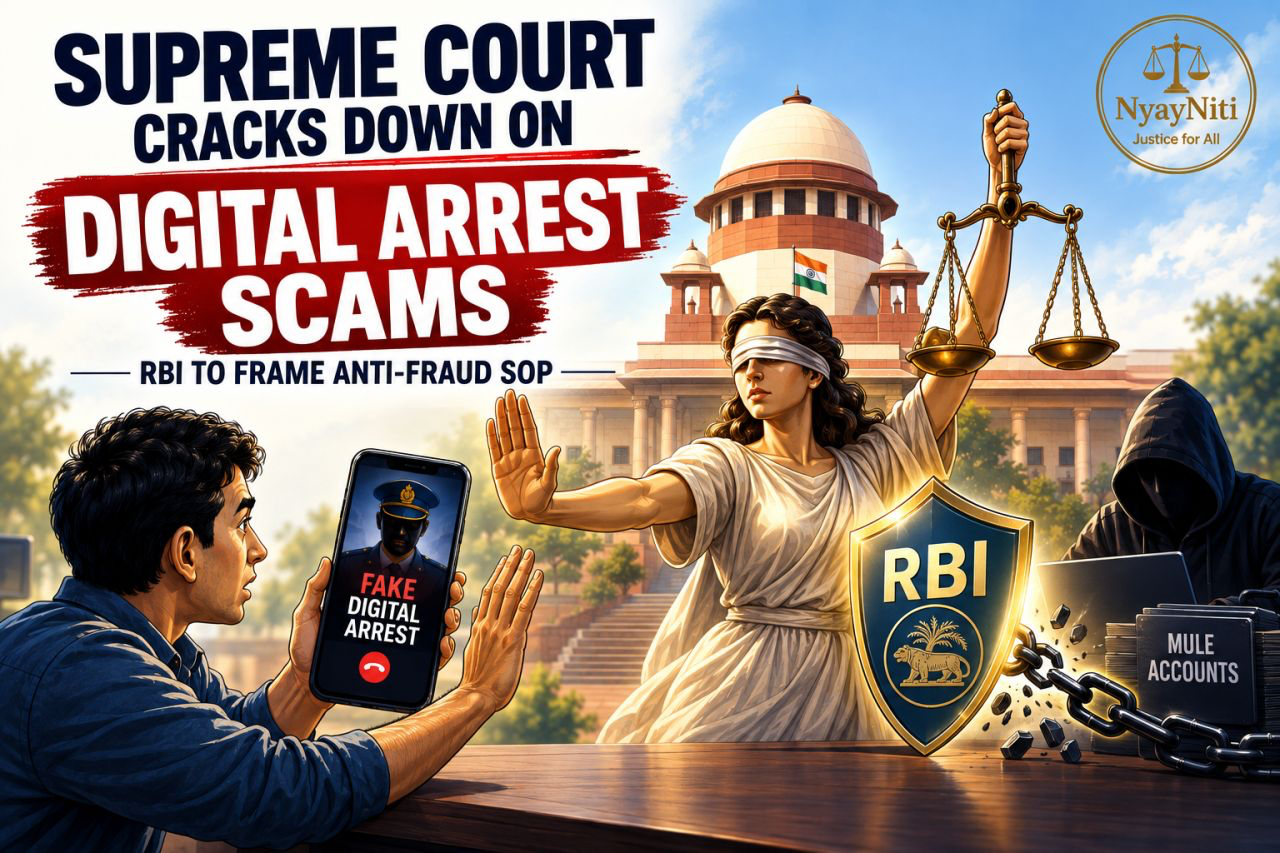 SUPREME COURT
CRACKS DOWN ON
DIGITAL ARREST
SCAMS
RBI TO FRAME ANTI-FRAUD SOP
NyayNiti
Justice for All
FAKE
DIGITAL
ARREST
RBI
MULE
ACCOUNTS